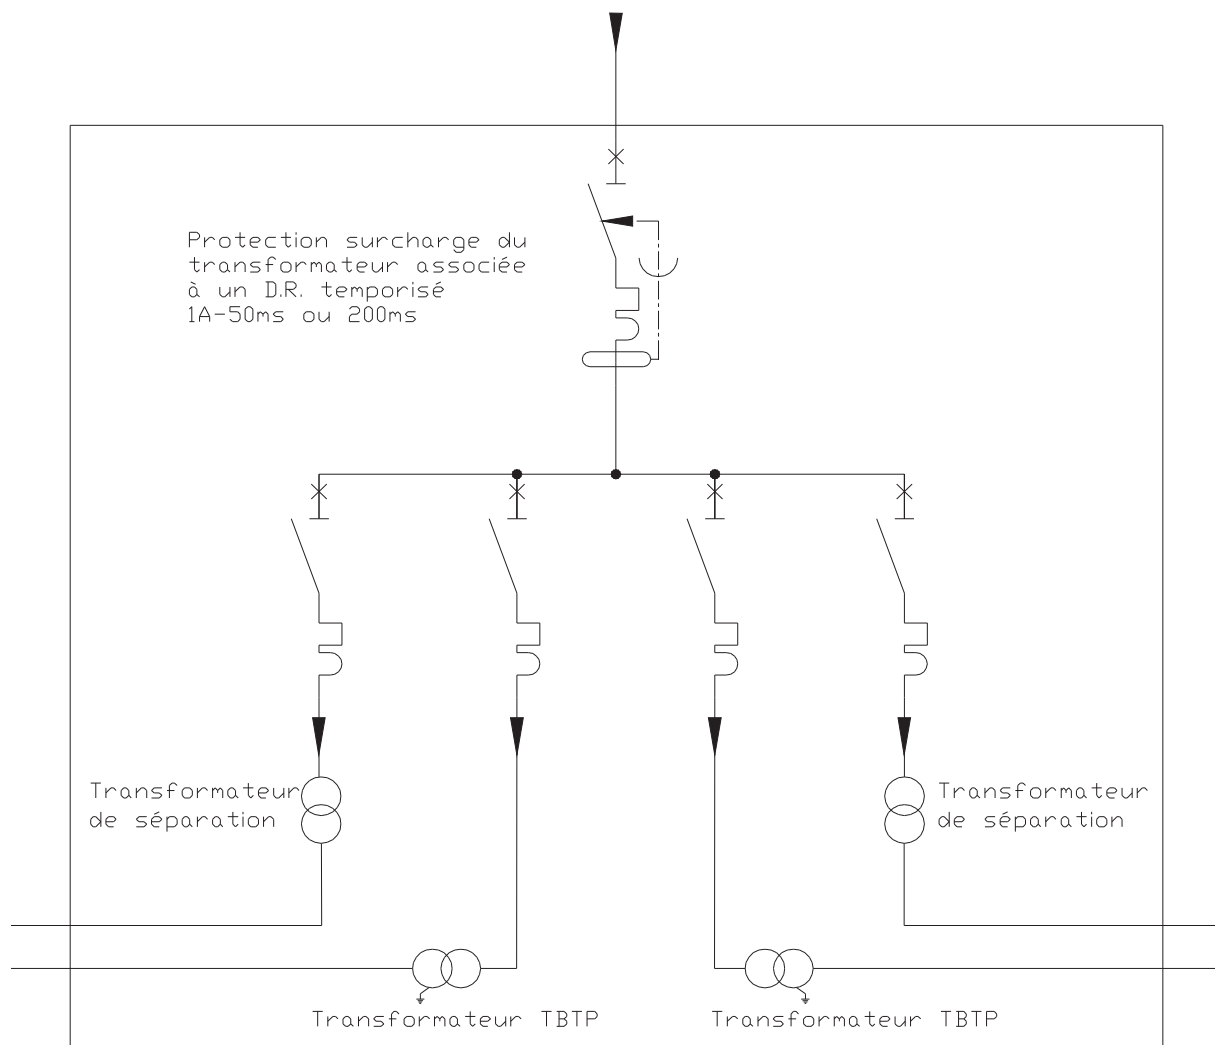 Protection surcharge du
transformateur associée
à un D.R. temporisé
1A-50ms ou 200ms
Transformateur
de séparation
Transformateur
de séparation
Transformateur TBTP
Transformateur TBTP